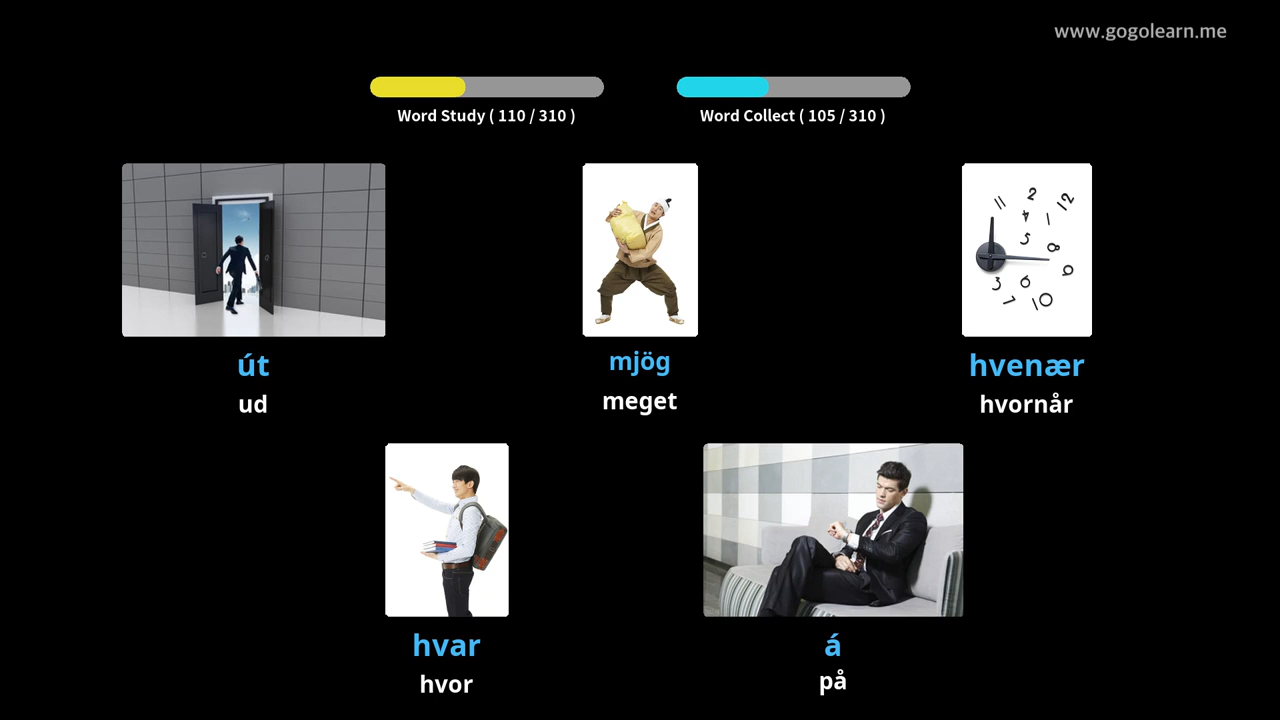 www.gogolearn.me
Word Study ( 110 / 310 )
Word Collect ( 105 / 310 )
út
ud
mjög
meget
hvenær
hvornår
hvar
hvor
á
på